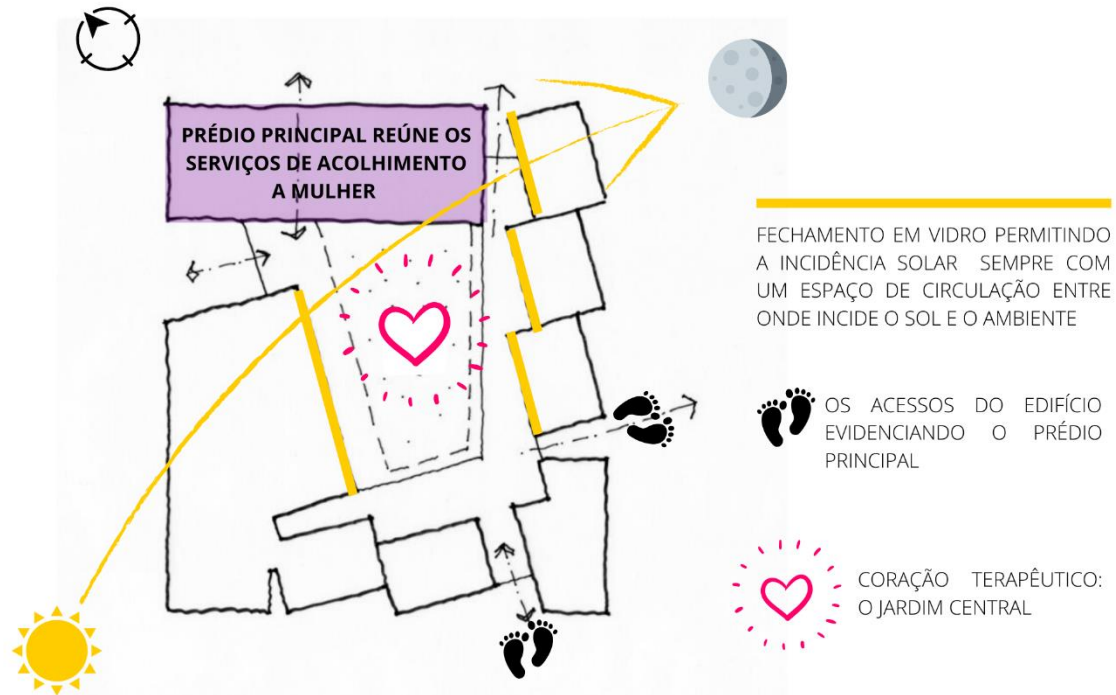 PRÉDIO PRINCIPAL REÚNE OS
SERVIÇOS DE ACOLHIMENTO
A MULHER
FECHAMENTO EM VIDRO PERMITINDO
A INCIDÊNCIA SOLAR SEMPRE COM
UM ESPAÇO DE CIRCULAÇÃO ENTRE
ONDE INCIDE O SOL E O AMBIENTE
OS ACESSOS DO EDIFÍCIO
EVIDENCIANDO O PRÉDIO
PRINCIPAL
CORAÇÃO TERAPÊUTICO:
O JARDIM CENTRAL